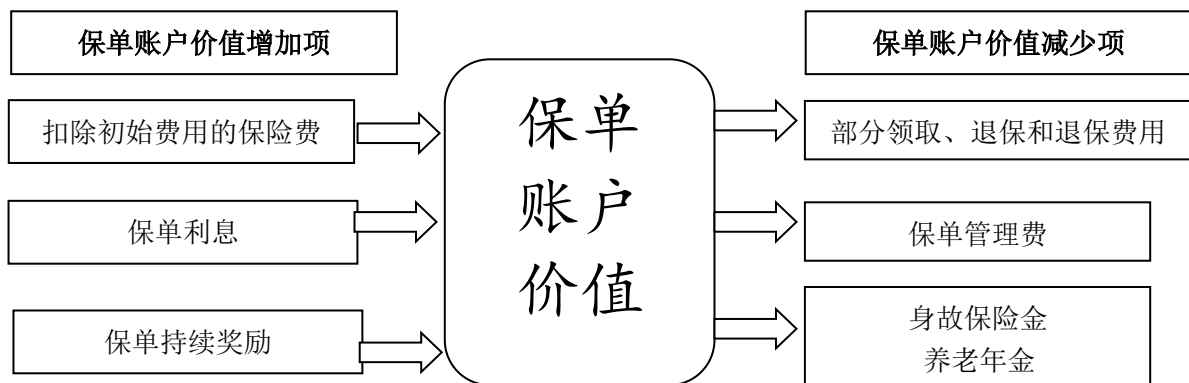 保单账户价值增加项
扣除初始费用的保险费
保单利息
保单持续奖励
保单
账户
价值
保单账户价值减少项
部分领取、退保和退保费用
保单管理费
身故保险金
养老年金